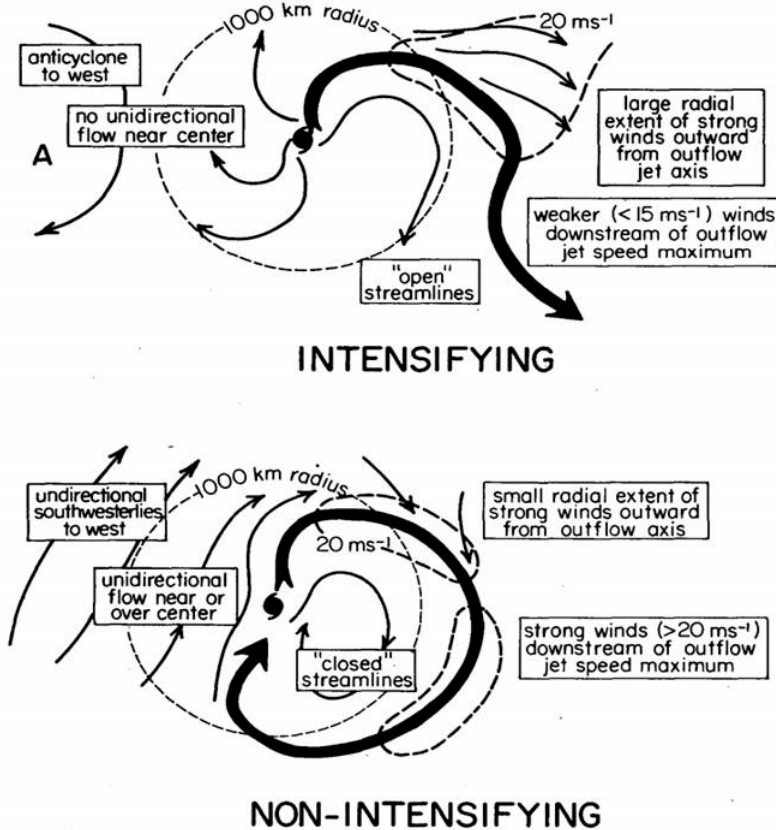 1000 km radius
20 ms⁻¹
anticyclone
to west
no unidirectional
flow near center
A
large radial
extent of strong
winds outward
from outflow
jet axis
weaker (<15 ms⁻¹) winds
downstream of outflow
jet speed maximum
"open"
streamlines
INTENSIFYING
1000 km radius
undirectional
southwesterlies
to west
small radial extent of
strong winds outward
from outflow axis
20 ms⁻¹
unidirectional
flow near or
over center
strong winds (>20 ms⁻¹)
downstream of outflow
jet speed maximum
"closed"
streamlines
NON-INTENSIFYING